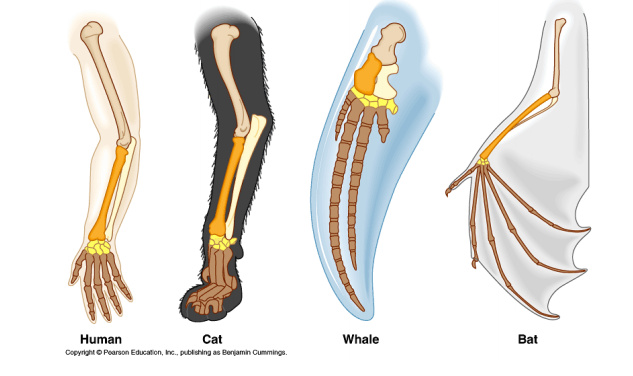 Human Cat Whale Bat
Copyright © Pearson Education, Inc., publishing as Benjamin Cummings.